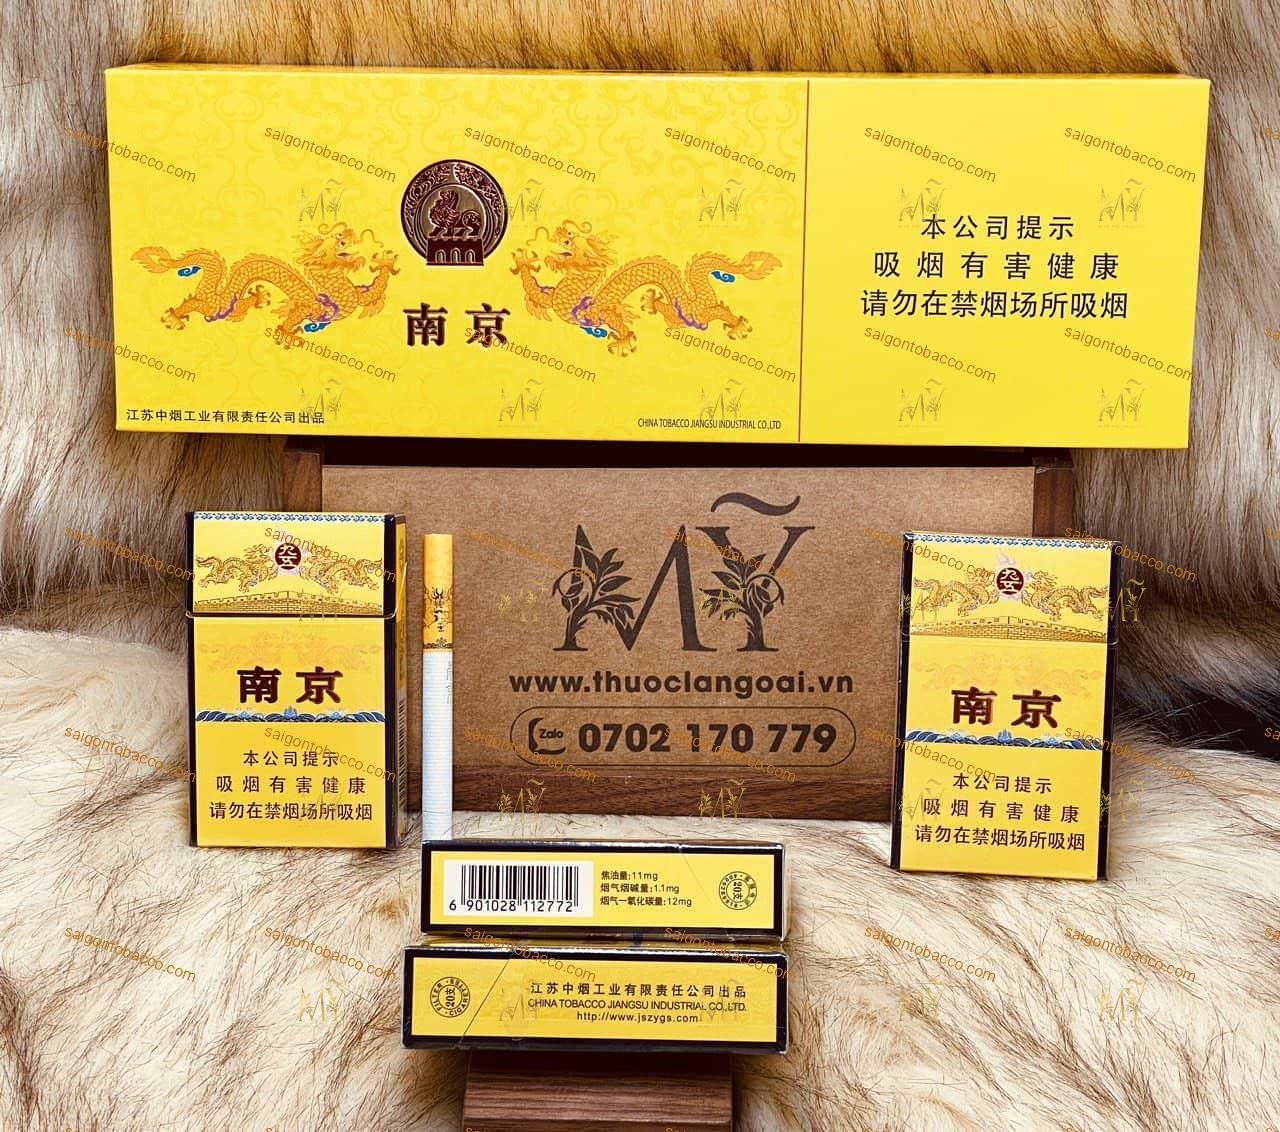 南京
江苏中烟工业有限责任公司出品
CHINA TOBACCO JIANGSU INDUSTRIAL CO.,LTD
本公司提示
吸烟有害健康
请勿在禁烟场所吸烟
MỸ
www.thuoclangoai.vn
Zalo 0702 170 779
南京
本公司提示
吸烟有害健康
请勿在禁烟场所吸烟
南京
本公司提示
吸烟有害健康
请勿在禁烟场所吸烟
6 901028 112772
焦油量:11mg
烟气烟碱量:1.1mg
烟气一氧化碳量:12mg
20支
20支
江苏中烟工业有限责任公司出品
CHINA TOBACCO JIANGSU INDUSTRIAL CO.,LTD.
http://www.jszygs.com
saigontobacco.com